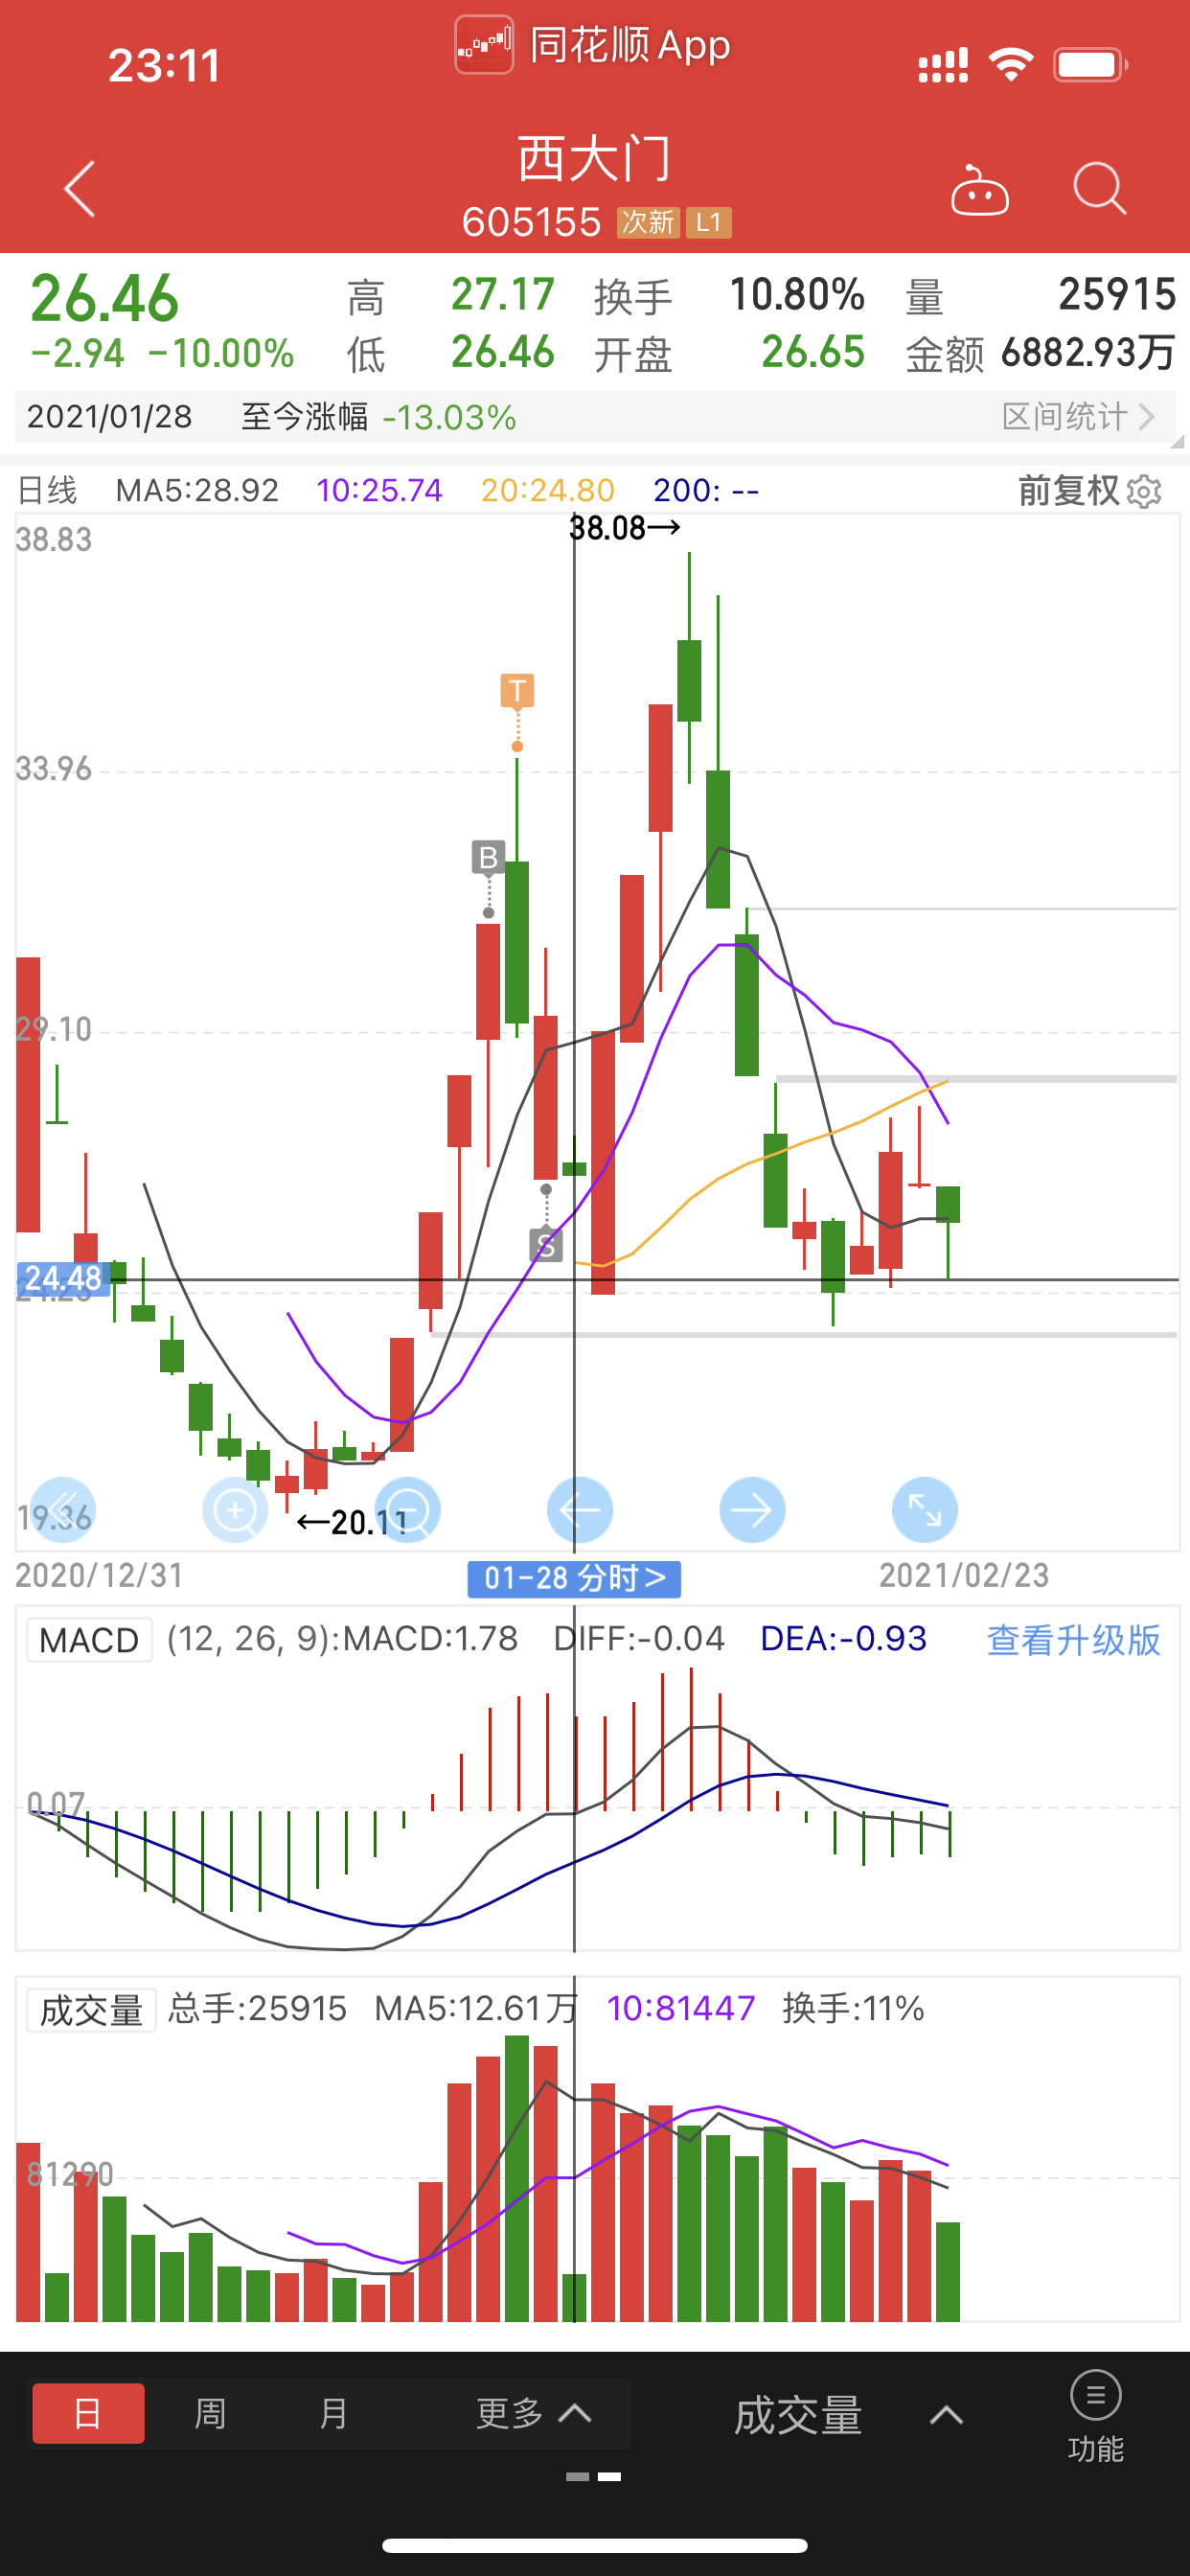 23:11
同花顺App
西大门
605155 次新 L1
26.46 高 27.17 换手 10.80% 量 25915
-2.94 -10.00% 低 26.46 开盘 26.65 金额 6882.93万
2021/01/28 至今涨幅 -13.03% 区间统计
日线 MA5:28.92 10:25.74 20:24.80 200: -- 前复权
38.83
38.08→
T
33.96
B
29.10
S
24.48
19.36
←20.11
2020/12/31 01-28 分时> 2021/02/23
MACD (12, 26, 9):MACD:1.78 DIFF:-0.04 DEA:-0.93 查看升级版
0.07
成交量 总手:25915 MA5:12.61万 10:81447 换手:11%
81290
日 周 月 更多 成交量 功能